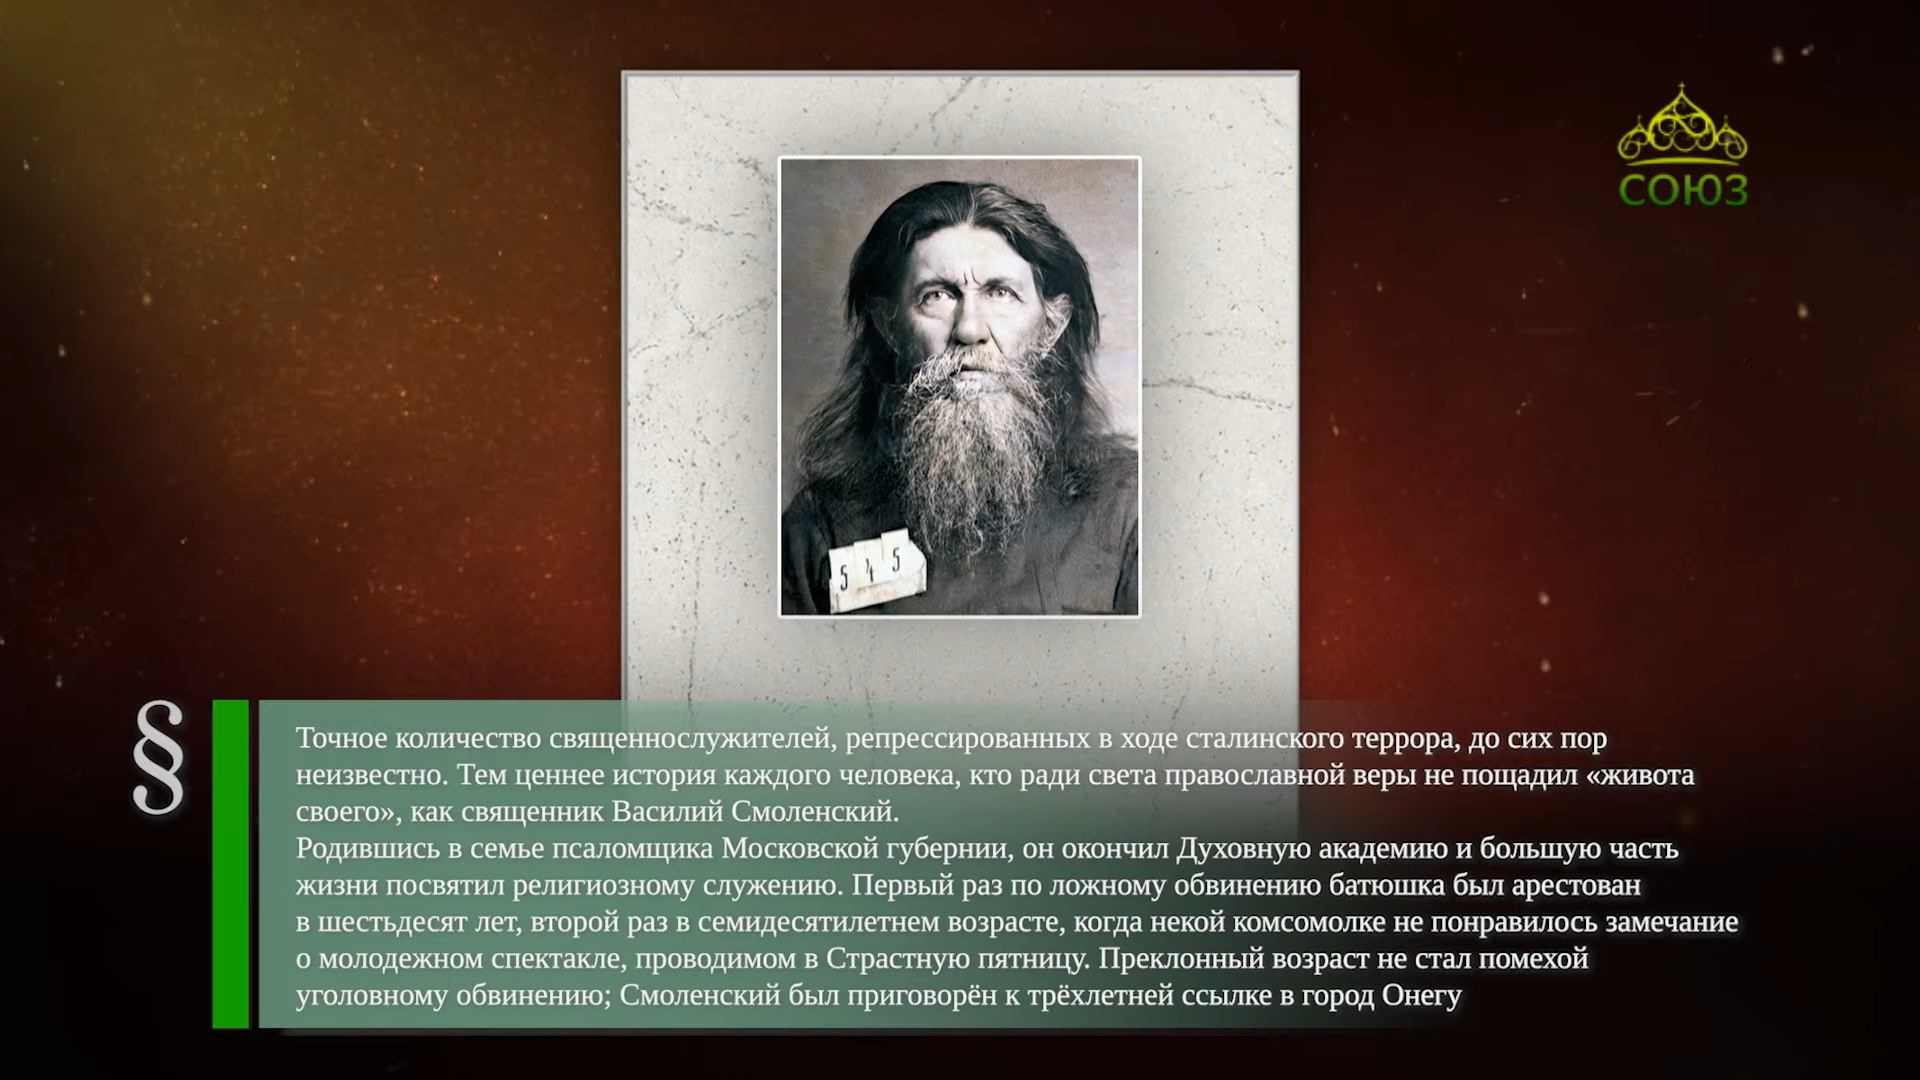 СОЮЗ
5 4 5
§
Точное количество священнослужителей, репрессированных в ходе сталинского террора, до сих пор
неизвестно. Тем ценнее история каждого человека, кто ради света православной веры не пощадил «живота
своего», как священник Василий Смоленский.
Родившись в семье псаломщика Московской губернии, он окончил Духовную академию и большую часть
жизни посвятил религиозному служению. Первый раз по ложному обвинению батюшка был арестован
в шестьдесят лет, второй раз в семидесятилетнем возрасте, когда некой комсомолке не понравилось замечание
о молодежном спектакле, проводимом в Страстную пятницу. Преклонный возраст не стал помехой
уголовному обвинению; Смоленский был приговорён к трёхлетней ссылке в город Онегу